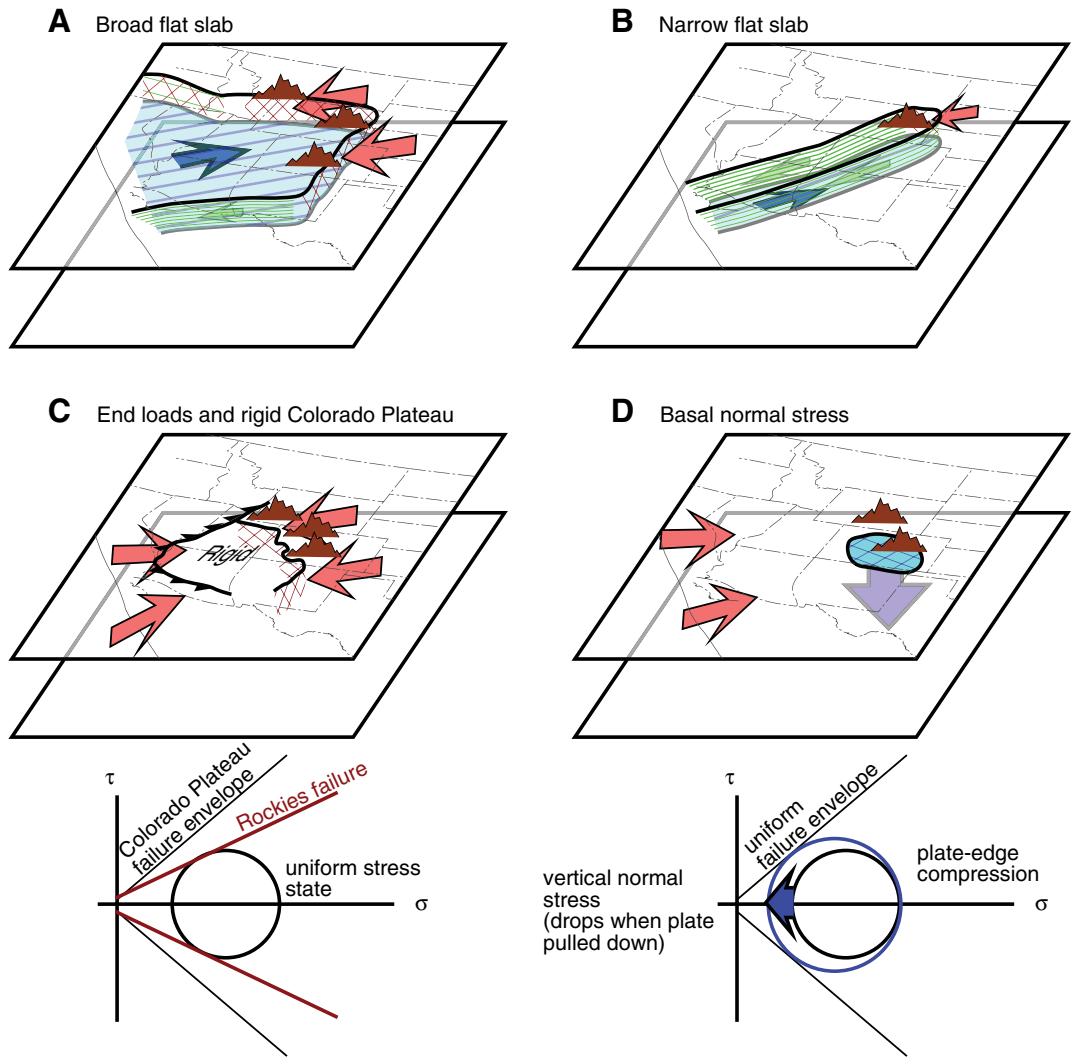 A Broad flat slab
B Narrow flat slab
C End loads and rigid Colorado Plateau
Rigid
D Basal normal stress
τ
Colorado Plateau
failure envelope
Rockies failure
uniform stress
state
σ
τ
uniform
failure envelope
plate-edge
compression
vertical normal
stress
(drops when plate
pulled down)
σ